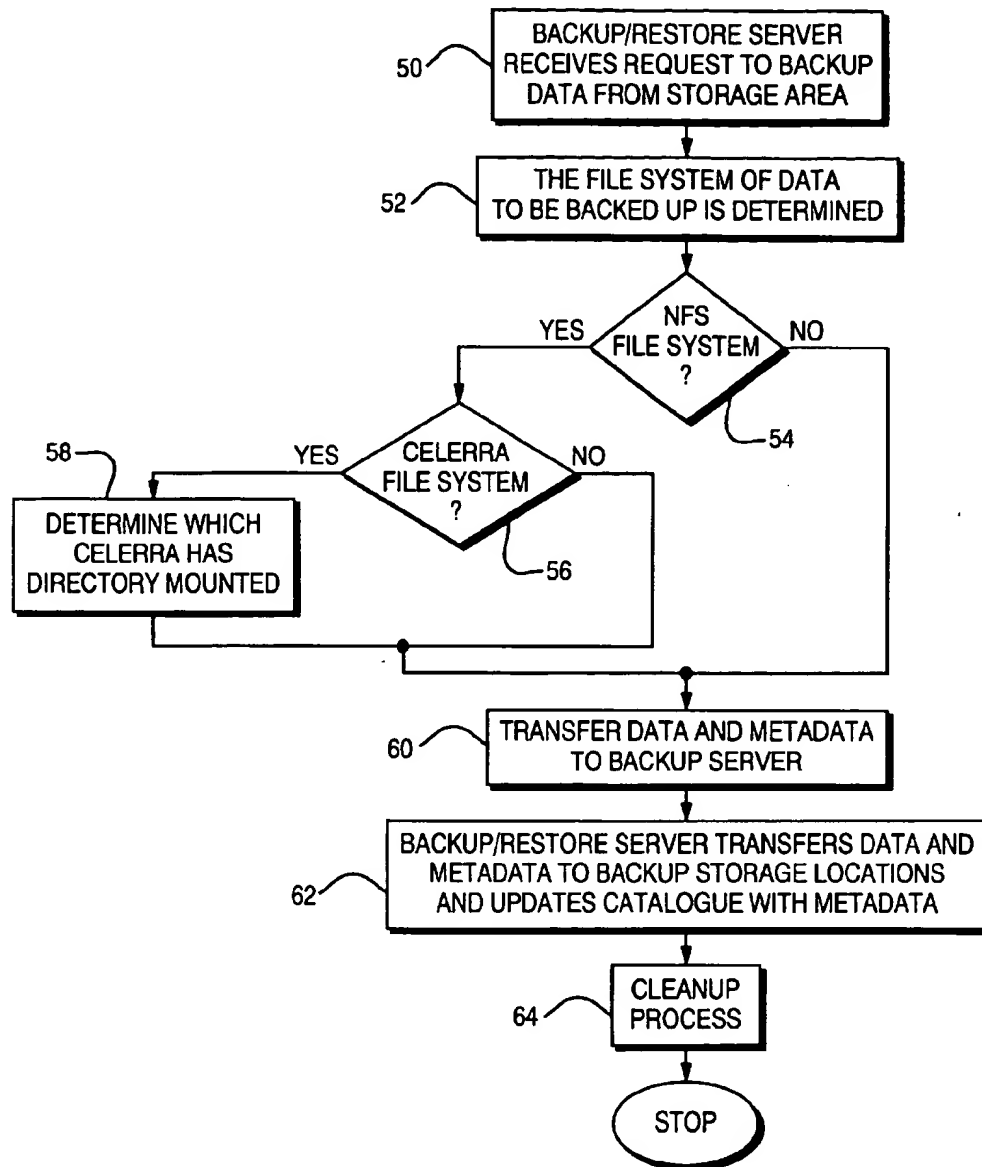 BACKUP/RESTORE SERVER
RECEIVES REQUEST TO BACKUP
DATA FROM STORAGE AREA
50
THE FILE SYSTEM OF DATA
TO BE BACKED UP IS DETERMINED
52
NFS
FILE SYSTEM
?
YES
NO
54
CELERRA
FILE SYSTEM
?
YES
NO
56
58
DETERMINE WHICH
CELERRA HAS
DIRECTORY MOUNTED
TRANSFER DATA AND METADATA
TO BACKUP SERVER
60
BACKUP/RESTORE SERVER TRANSFERS DATA AND
METADATA TO BACKUP STORAGE LOCATIONS
AND UPDATES CATALOGUE WITH METADATA
62
CLEANUP
PROCESS
64
STOP